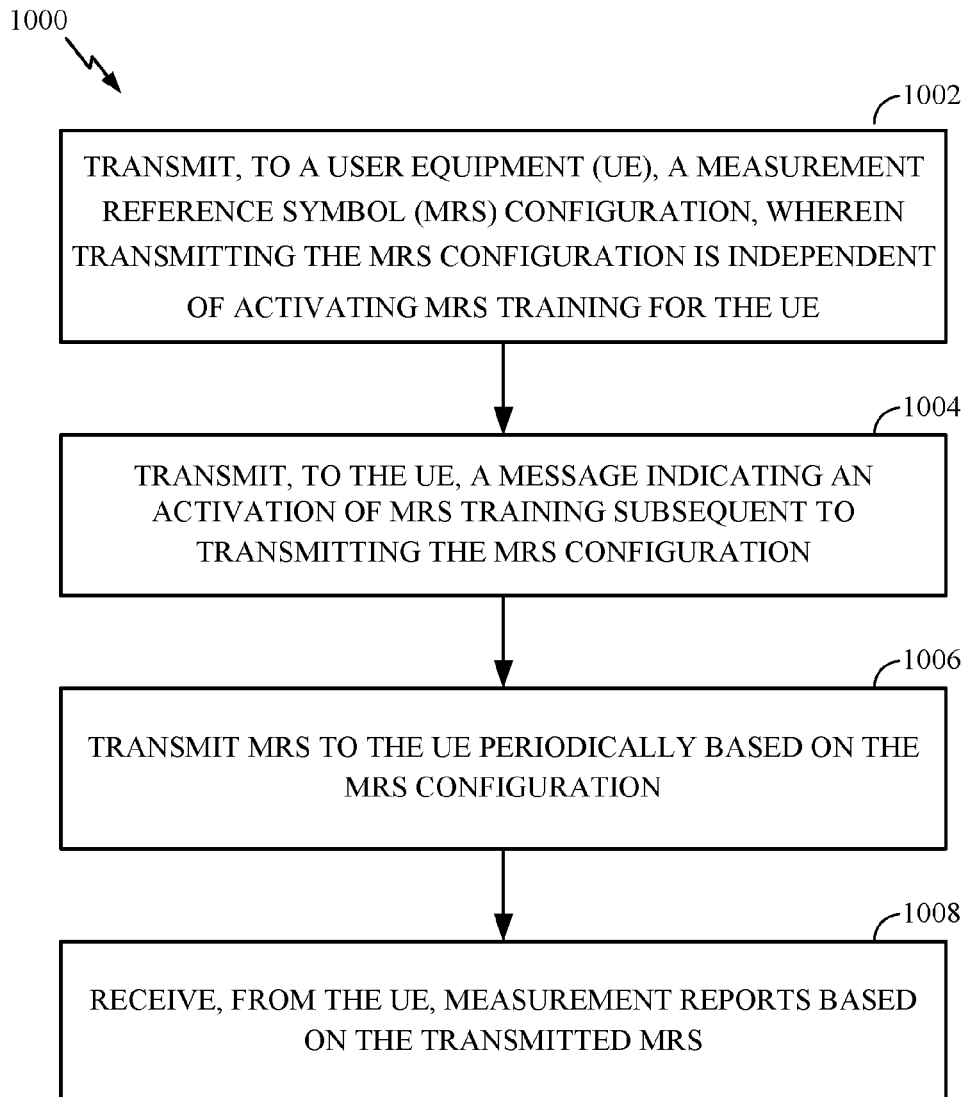 1000
1002
TRANSMIT, TO A USER EQUIPMENT (UE), A MEASUREMENT
REFERENCE SYMBOL (MRS) CONFIGURATION, WHEREIN
TRANSMITTING THE MRS CONFIGURATION IS INDEPENDENT
OF ACTIVATING MRS TRAINING FOR THE UE
1004
TRANSMIT, TO THE UE, A MESSAGE INDICATING AN
ACTIVATION OF MRS TRAINING SUBSEQUENT TO
TRANSMITTING THE MRS CONFIGURATION
1006
TRANSMIT MRS TO THE UE PERIODICALLY BASED ON THE
MRS CONFIGURATION
1008
RECEIVE, FROM THE UE, MEASUREMENT REPORTS BASED
ON THE TRANSMITTED MRS